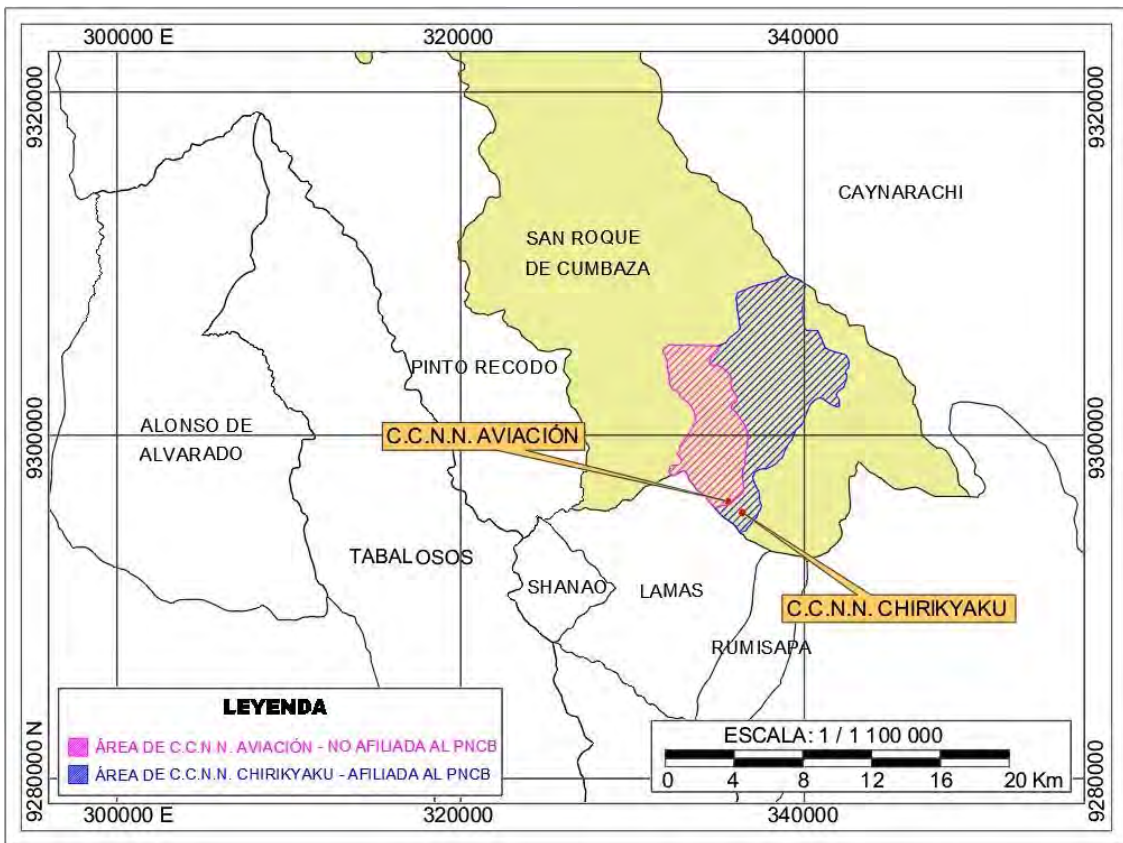 300000 E
320000
340000
9320000
9320000
CAYNARACHI
SAN ROQUE
DE CUMBAZA
PINTO RECODO
ALONSO DE
ALVARADO
C.C.N.N. AVIACIÓN
9300000
9300000
TABALOSOS
SHANAO
LAMAS
C.C.N.N. CHIRIKYAKU
RUMISAPA
LEYENDA
ÁREA DE C.C.N.N. AVIACIÓN - NO AFILIADA AL PNCB
ÁREA DE C.C.N.N. CHIRIKYAKU - AFILIADA AL PNCB
ESCALA: 1 / 1 100 000
0 4 8 12 16 20 Km
9280000 N
9280000
300000 E
320000
340000